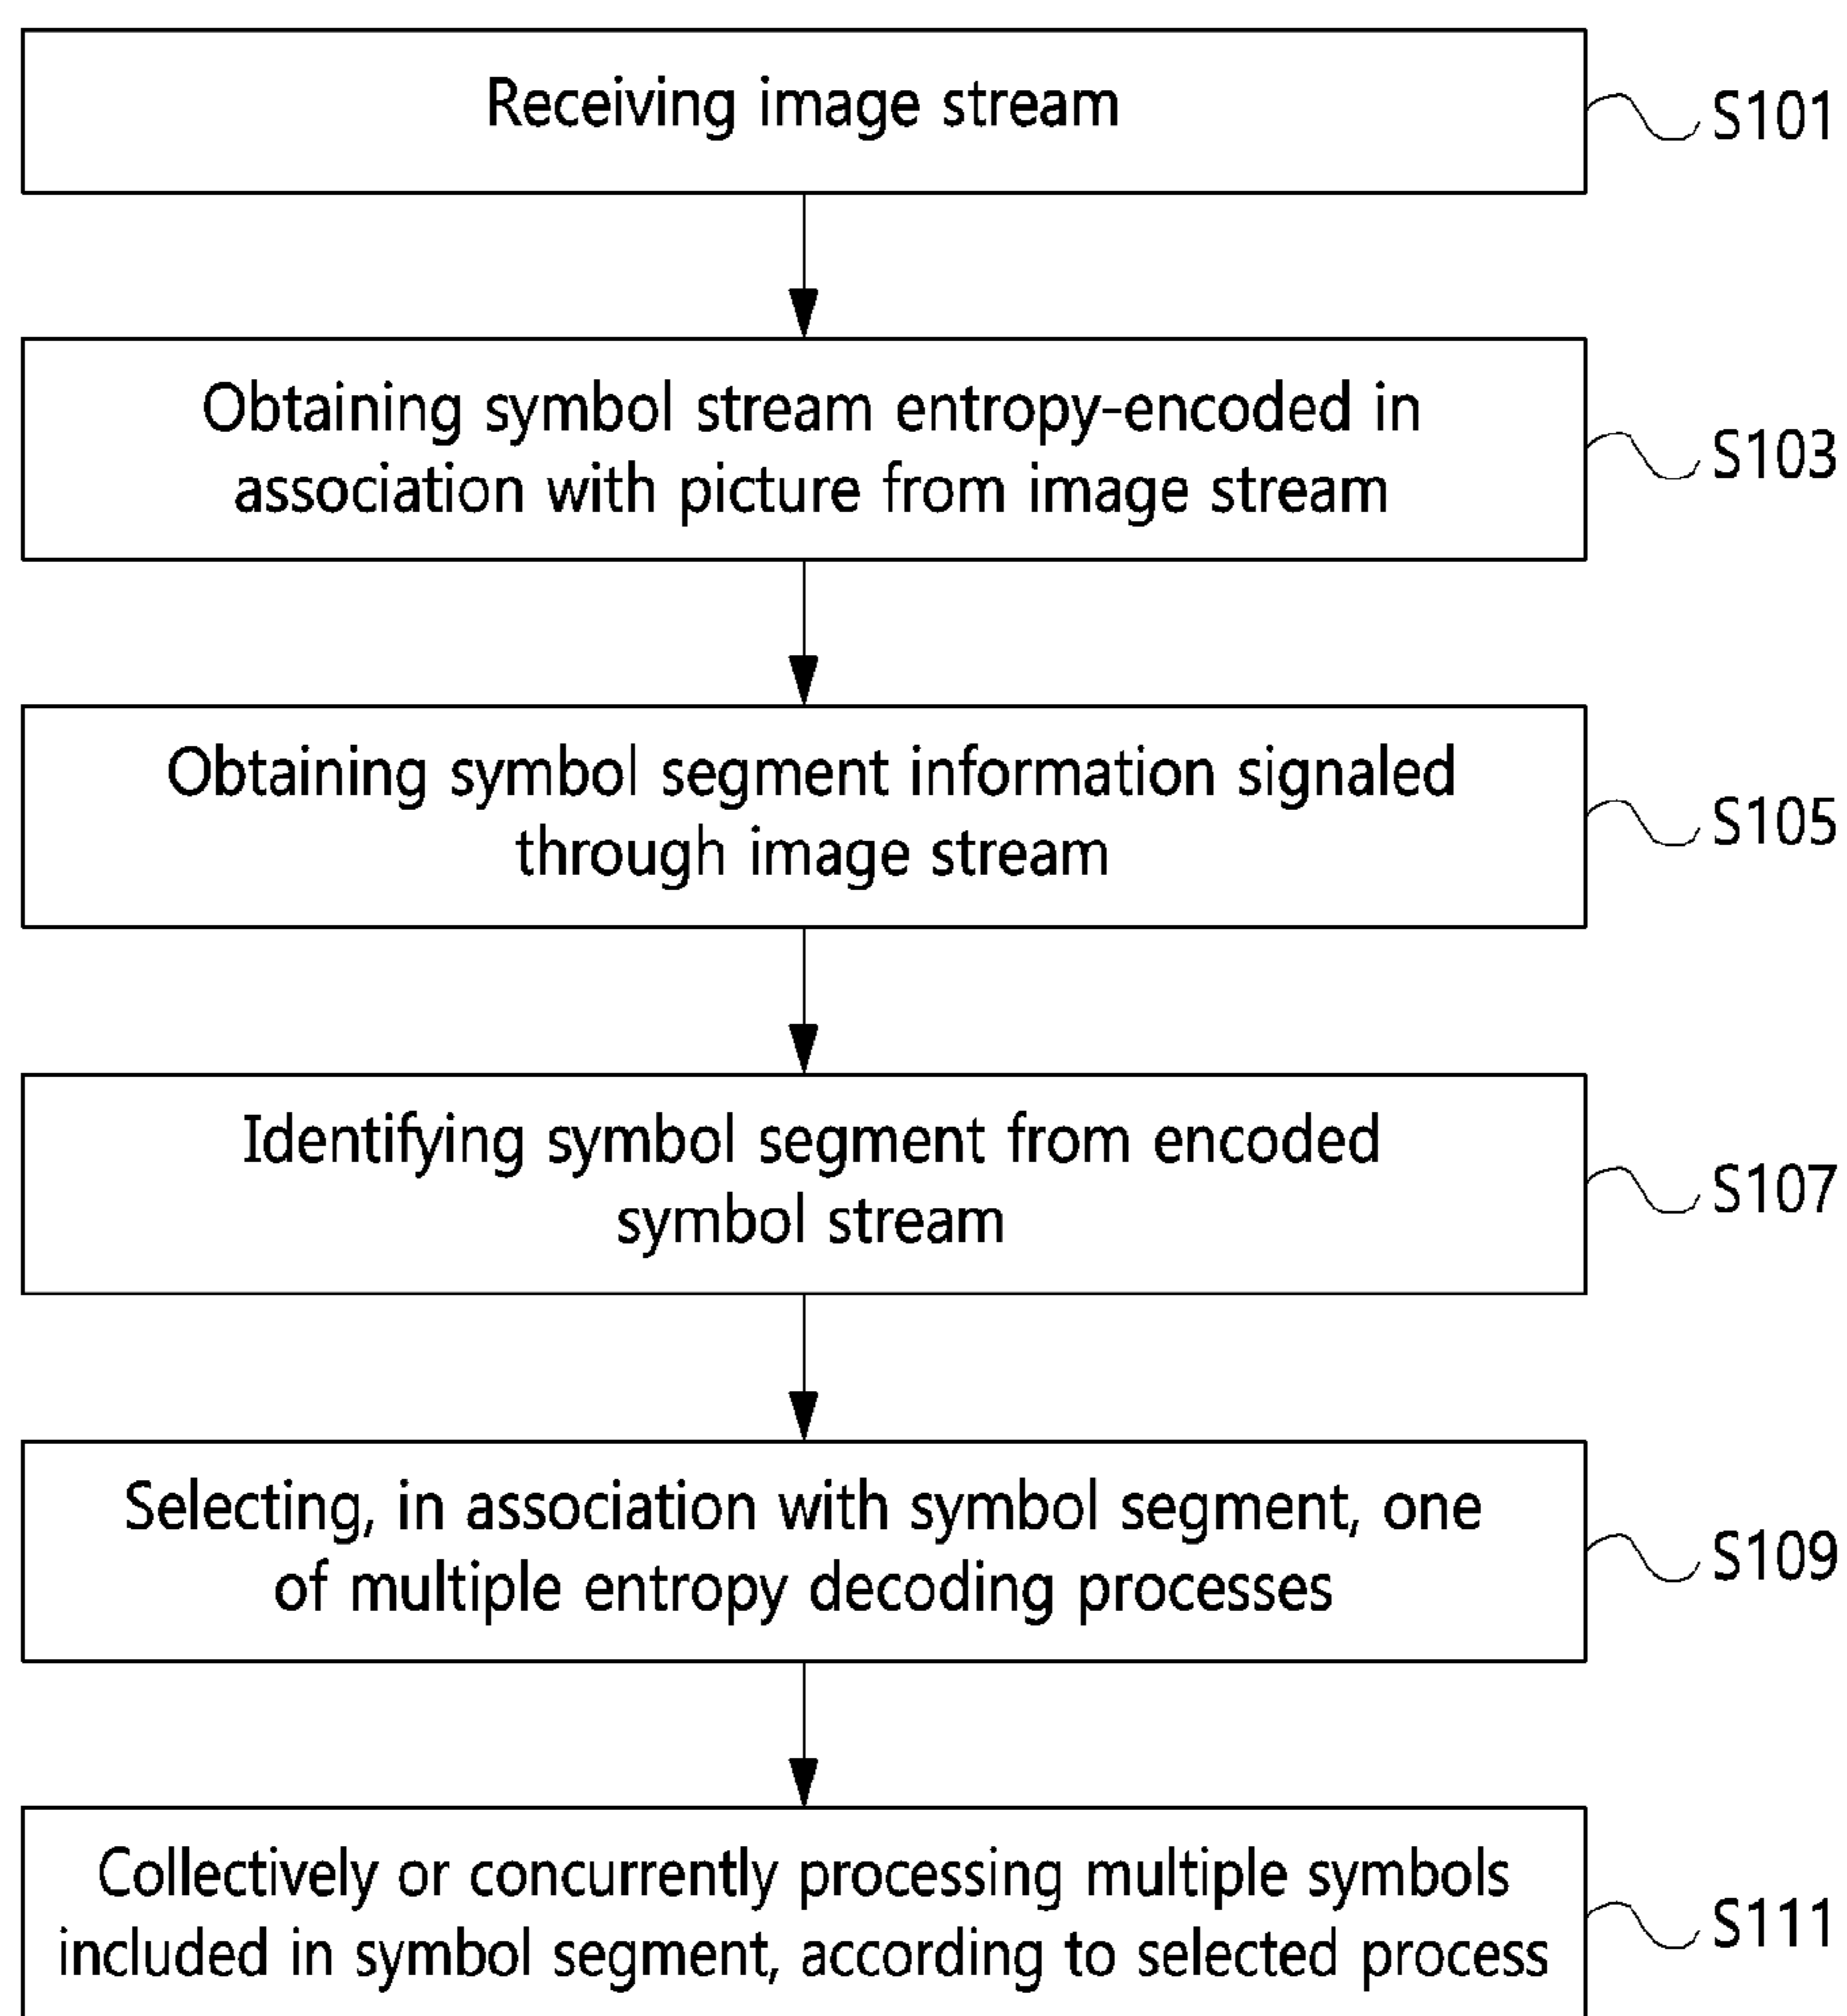 Receiving image stream
S101
Obtaining symbol stream entropy-encoded in
association with picture from image stream
S103
Obtaining symbol segment information signaled
through image stream
S105
Identifying symbol segment from encoded
symbol stream
S107
Selecting, in association with symbol segment, one
of multiple entropy decoding processes
S109
Collectively or concurrently processing multiple symbols
included in symbol segment, according to selected process
S111